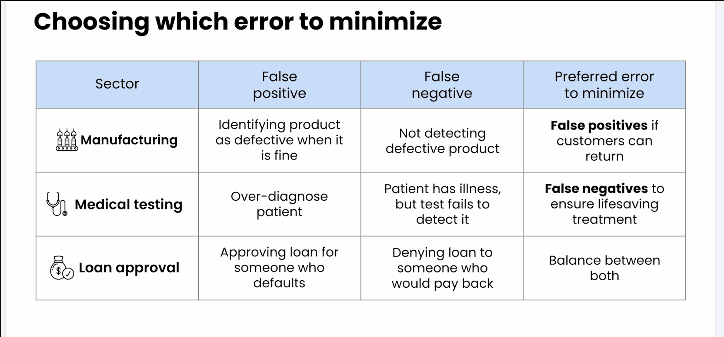 Choosing which error to minimize
Sector
False
positive
False
negative
Preferred error
to minimize
Manufacturing
Identifying product
as defective when it
is fine
Not detecting
defective product
False positives if
customers can
return
Medical testing
Over-diagnose
patient
Patient has illness,
but test fails to
detect it
False negatives to
ensure lifesaving
treatment
Loan approval
Approving loan for
someone who
defaults
Denying loan to
someone who
would pay back
Balance between
both